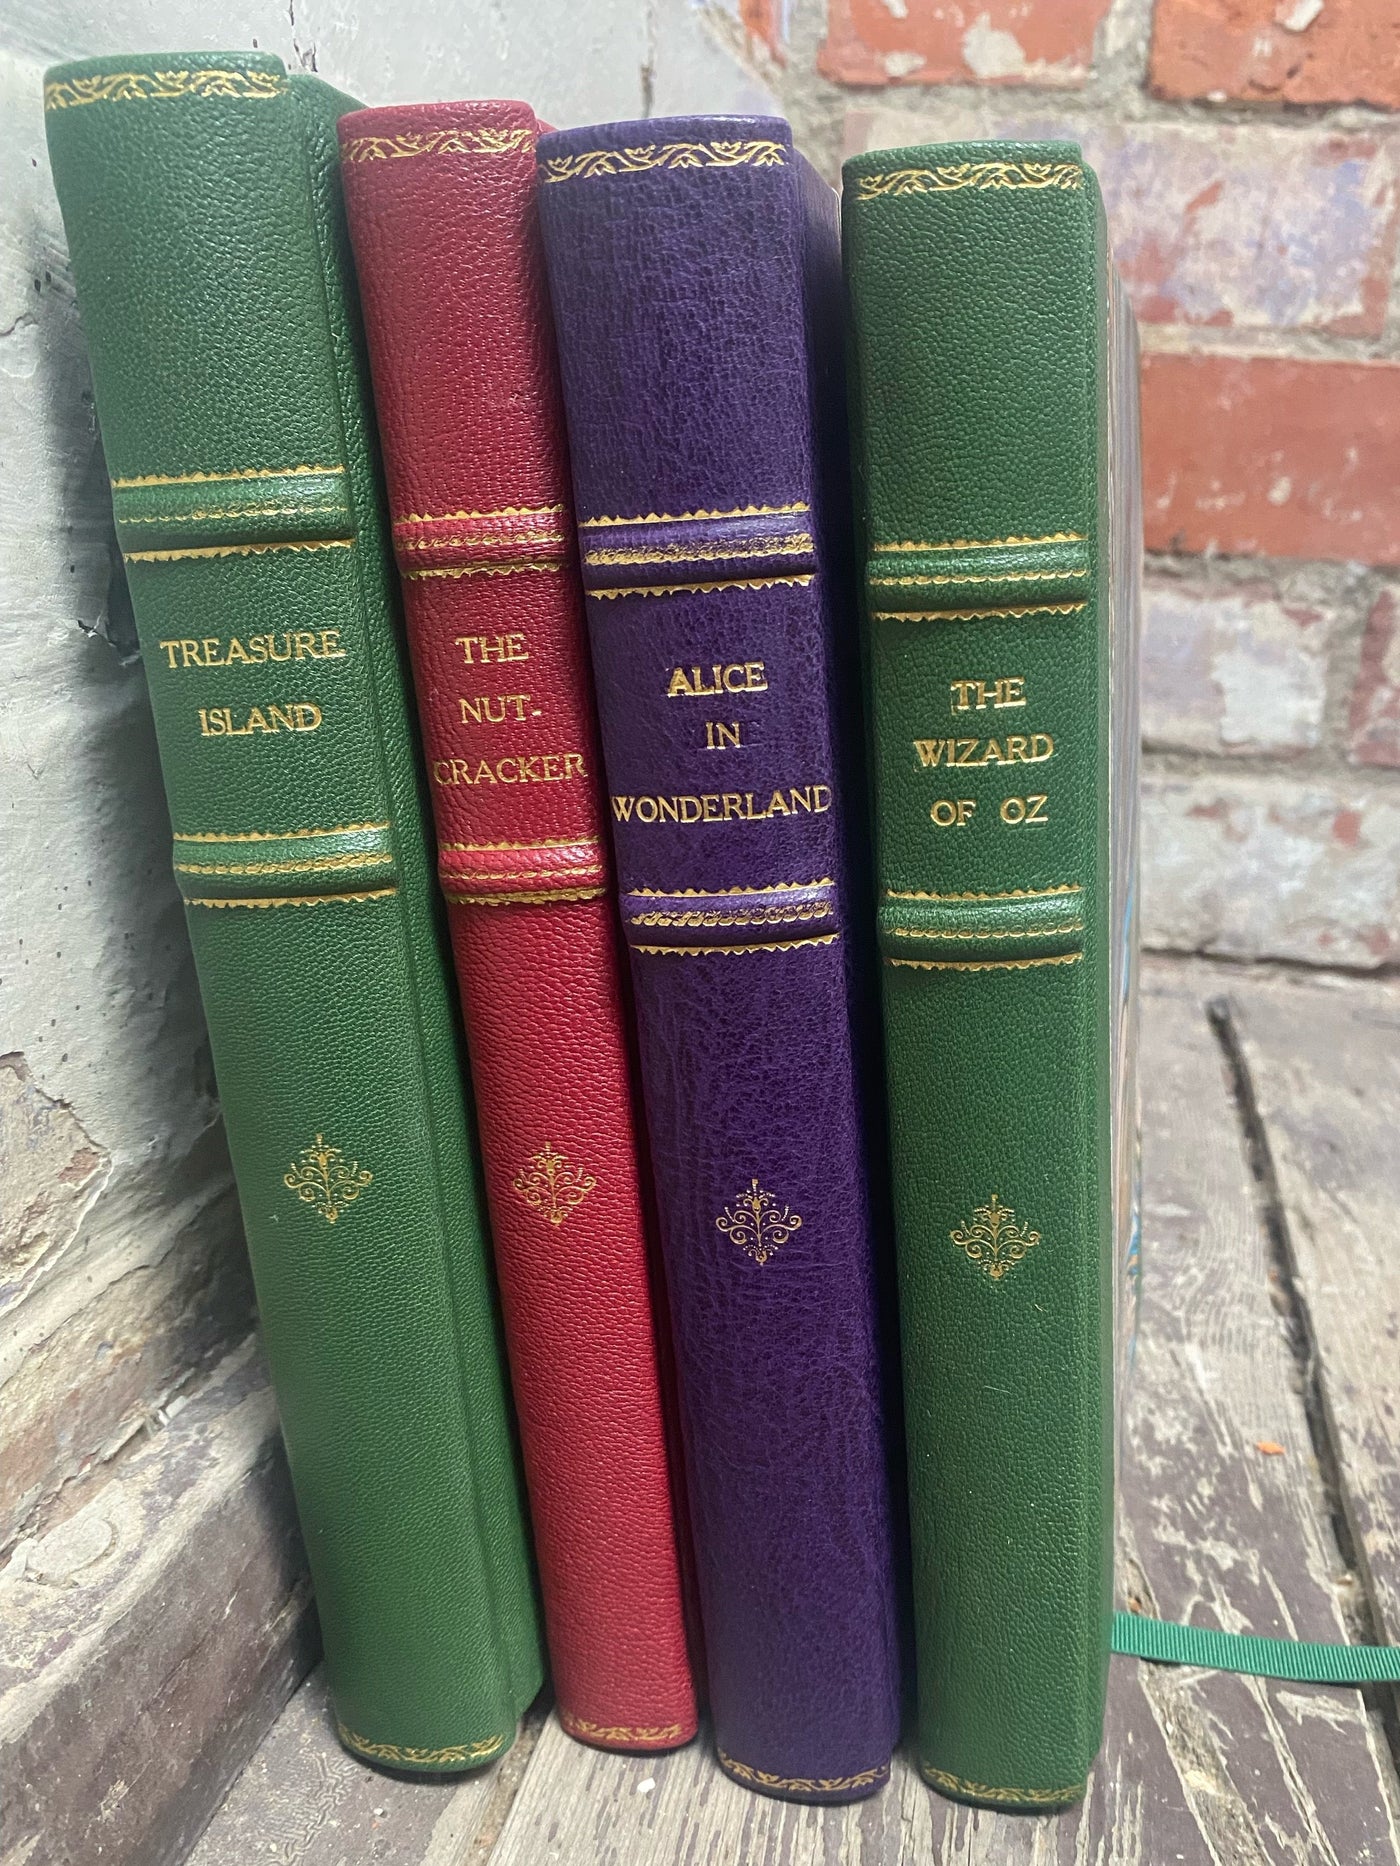 TREASURE
ISLAND
THE
NUT-
CRACKER
ALICE
IN
WONDERLAND
THE
WIZARD
OF OZ